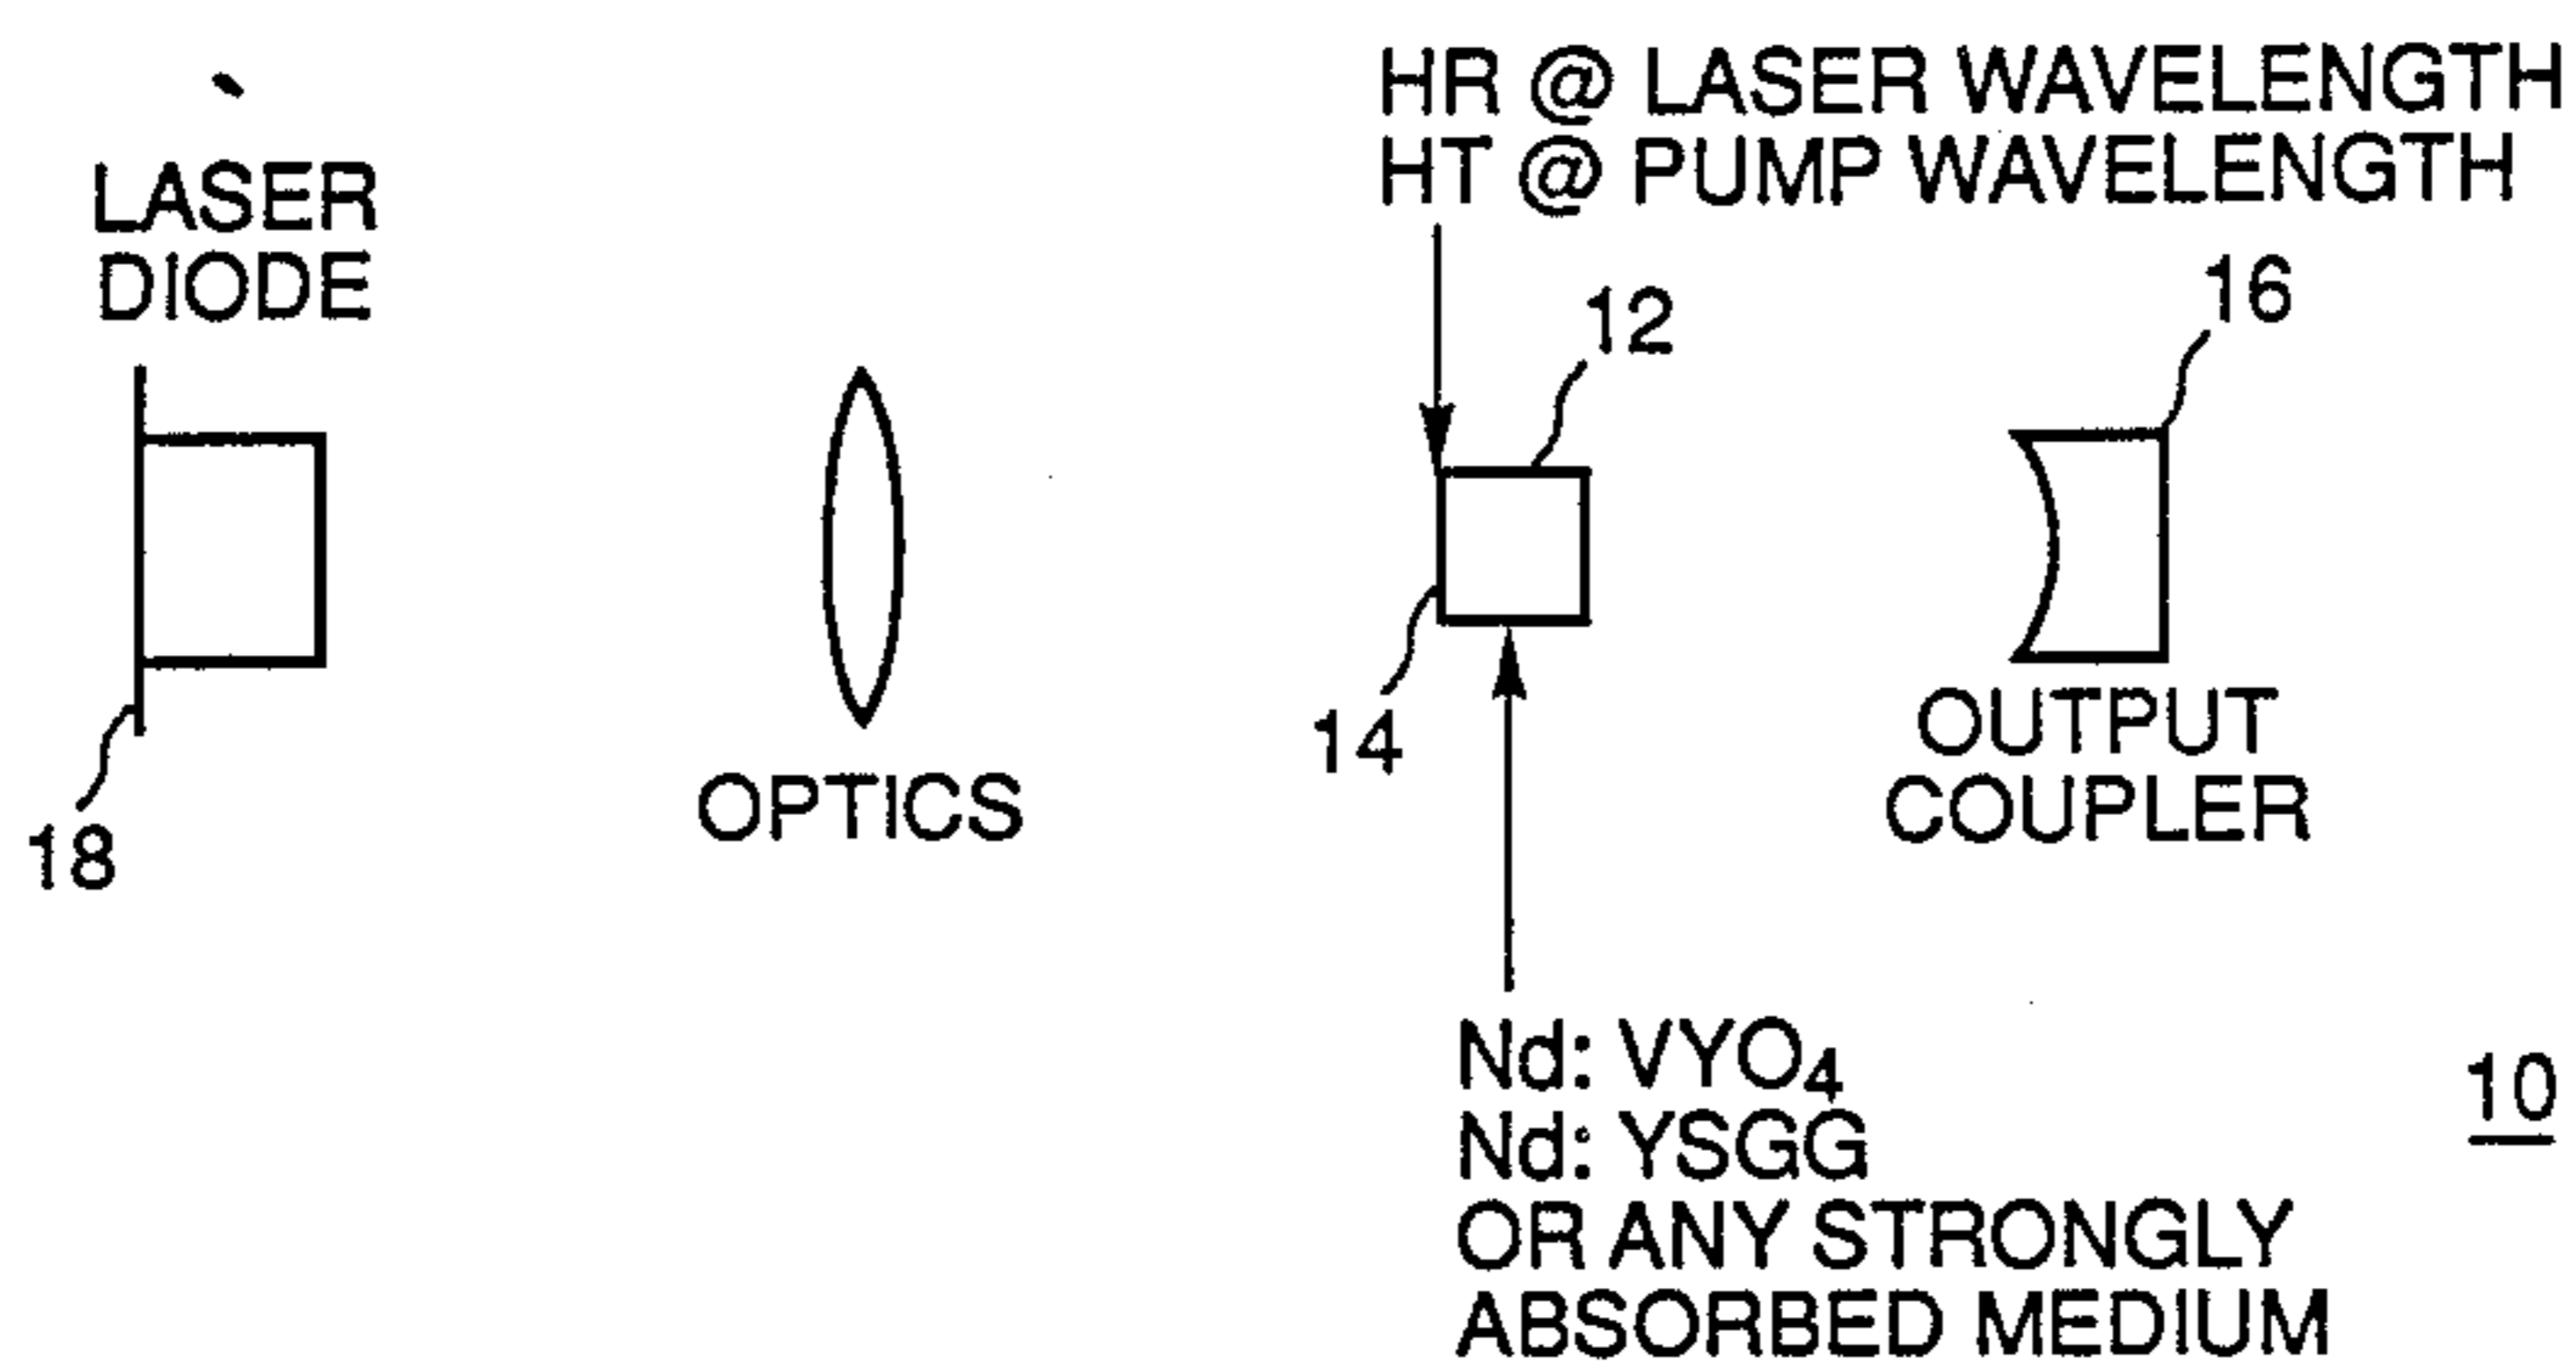 LASER
DIODE
18
OPTICS
HR @ LASER WAVELENGTH
HT @ PUMP WAVELENGTH
12
14
16
OUTPUT
COUPLER
Nd: VYO4
Nd: YSGG
OR ANY STRONGLY
ABSORBED MEDIUM
10